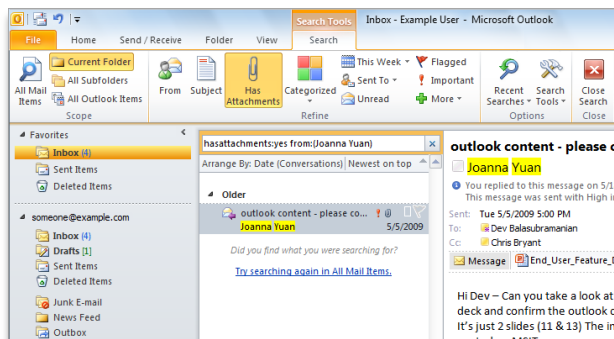 Search Tools
Inbox - Example User - Microsoft Outlook
File Home Send / Receive Folder View Search
Current Folder
All Subfolders
All Outlook Items
All Mail Items
Scope
From
Subject
Has Attachments
Categorized
This Week
Sent To
Unread
Flagged
Important
More
Refine
Recent Searches
Search Tools
Options
Close Search
Close
Favorites
Inbox (4)
Sent Items
Deleted Items
someone@example.com
Inbox (4)
Drafts [1]
Sent Items
Deleted Items
Junk E-mail
News Feed
Outbox
hasattachments:yes from:(Joanna Yuan)
Arrange By: Date (Conversations) Newest on top
Older
outlook content - please co...
Joanna Yuan 5/5/2009
Did you find what you were searching for?
Try searching again in All Mail Items.
outlook content - please c
Joanna Yuan
You replied to this message on 5/1
This message was sent with High i
Sent: Tue 5/5/2009 5:00 PM
To: Dev Balasubramanian
Cc: Chris Bryant
Message End_User_Feature_D
Hi Dev – Can you take a look at
deck and confirm the outlook c
It's just 2 slides (11 & 13) The in